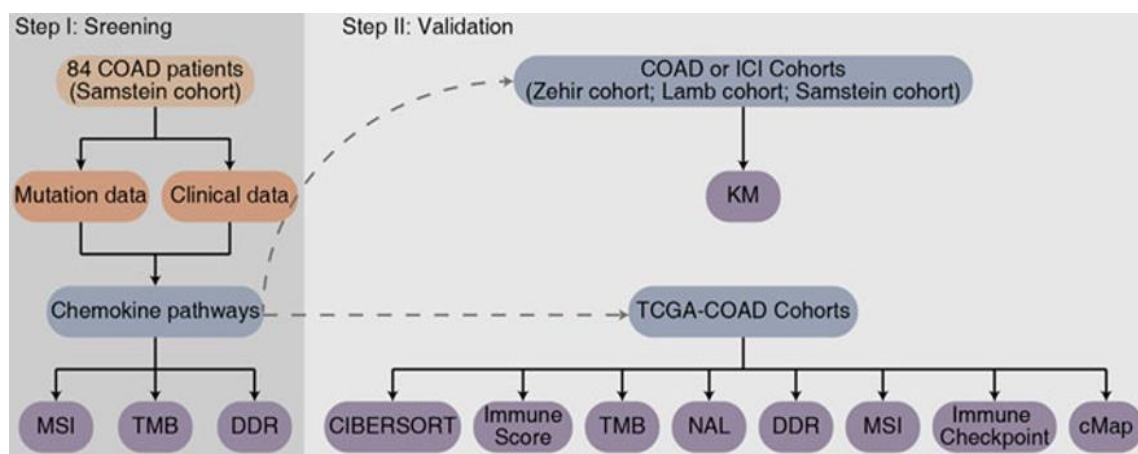 Step I: Sreening
84 COAD patients
(Samstein cohort)
Mutation data
Clinical data
Chemokine pathways
MSI
TMB
DDR
Step II: Validation
COAD or ICI Cohorts
(Zehir cohort; Lamb cohort; Samstein cohort)
KM
TCGA-COAD Cohorts
CIBERSORT
Immune
Score
TMB
NAL
DDR
MSI
Immune
Checkpoint
cMap